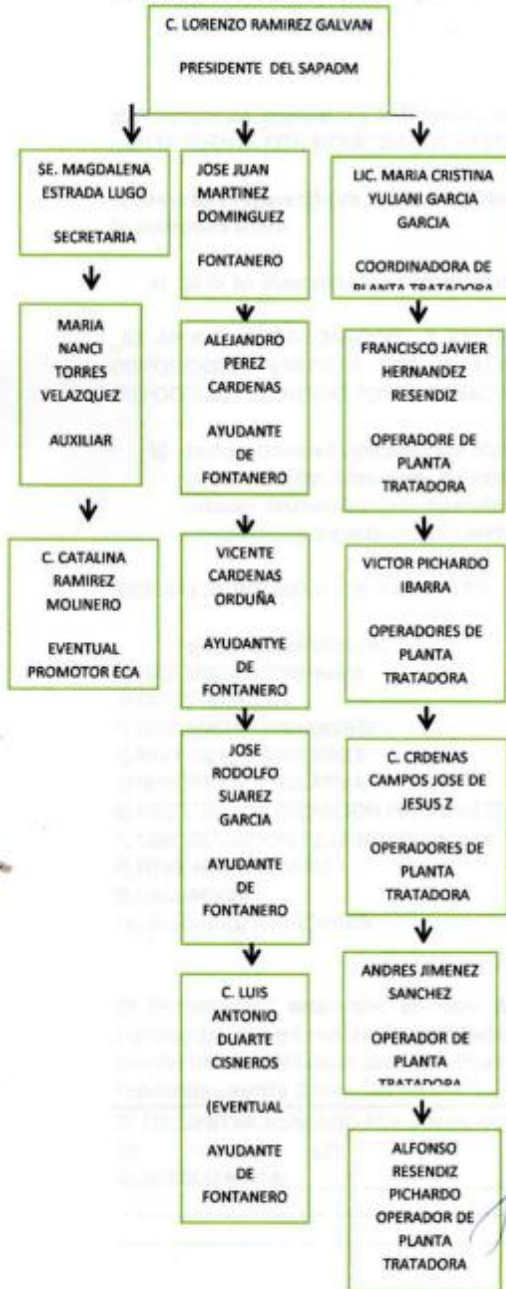 C. LORENZO RAMIREZ GALVAN
PRESIDENTE DEL SAPADM
SE. MAGDALENA
ESTRADA LUGO
SECRETARIA
MARIA
NANCI
TORRES
VELAZQUEZ
AUXILIAR
C. CATALINA
RAMIREZ
MOLINERO
EVENTUAL
PROMOTOR ECA
JOSE JUAN
MARTINEZ
DOMINGUEZ
FONTANERO
ALEJANDRO
PEREZ
CARDENAS
AYUDANTE
DE
FONTANERO
VICENTE
CARDENAS
ORDUÑA
AYUDANTYE
DE
FONTANERO
JOSE
RODOLFO
SUAREZ
GARCIA
AYUDANTE
DE
FONTANERO
C. LUIS
ANTONIO
DUARTE
CISNEROS
(EVENTUAL
AYUDANTE
DE
FONTANERO
LIC. MARIA CRISTINA
YULIANI GARCIA
GARCIA
COORDINADORA DE
PLANTA TRATADORA
FRANCISCO JAVIER
HERNANDEZ
RESENDIZ
OPERADORE DE
PLANTA
TRATADORA
VICTOR PICHARDO
IBARRA
OPERADORES DE
PLANTA
TRATADORA
C. CRDENAS
CAMPOS JOSE DE
JESUS Z
OPERADORES DE
PLANTA
TRATADORA
ANDRES JIMENEZ
SANCHEZ
OPERADOR DE
PLANTA
TRATADORA
ALFONSO
RESENDIZ
PICHARDO
OPERADOR DE
PLANTA
TRATADORA